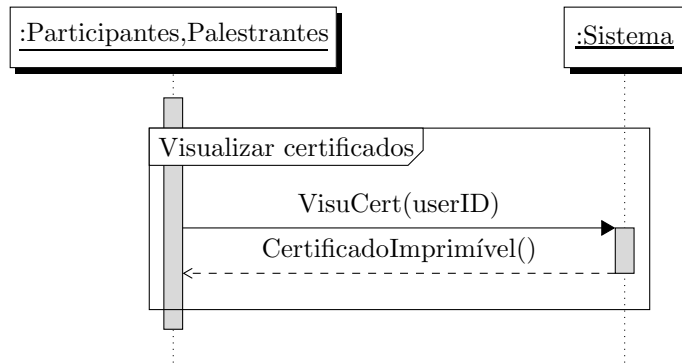 :Participantes,Palestrantes
:Sistema
Visualizar certificados
VisuCert(userID)
CertificadoImprimível()